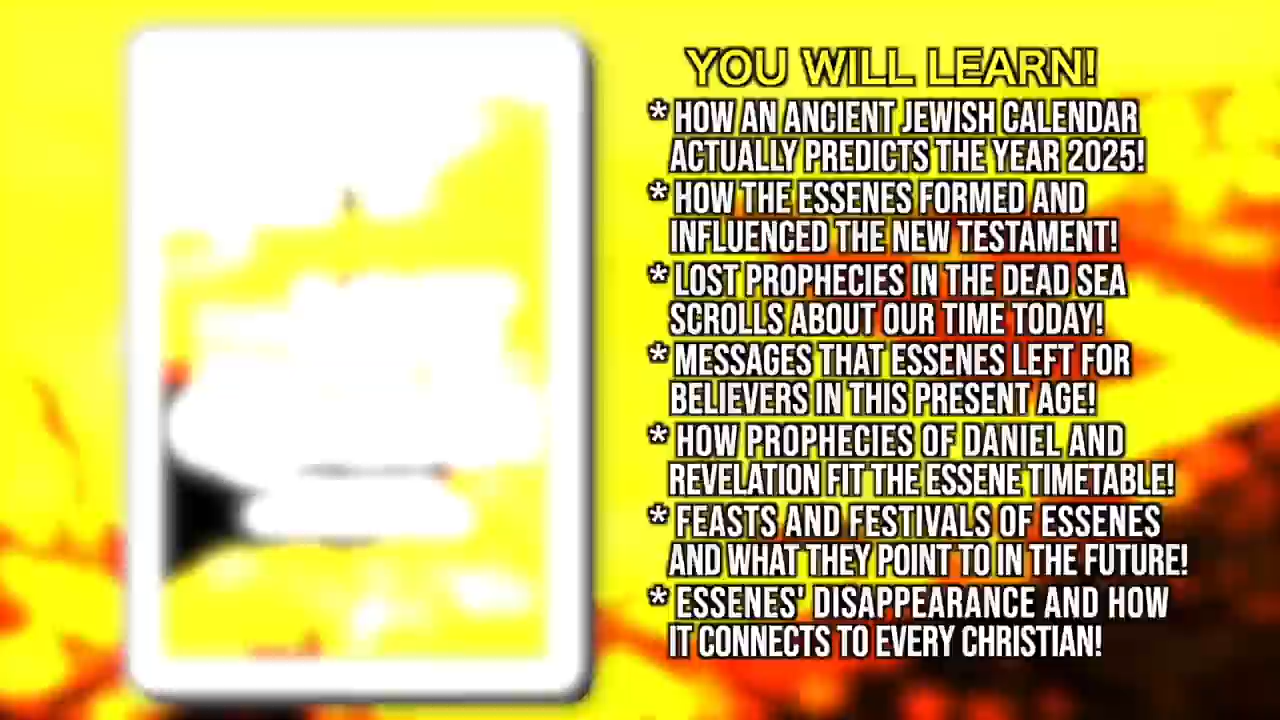 YOU WILL LEARN!
* HOW AN ANCIENT JEWISH CALENDAR
ACTUALLY PREDICTS THE YEAR 2025!
* HOW THE ESSENES FORMED AND
INFLUENCED THE NEW TESTAMENT!
* LOST PROPHECIES IN THE DEAD SEA
SCROLLS ABOUT OUR TIME TODAY!
* MESSAGES THAT ESSENES LEFT FOR
BELIEVERS IN THIS PRESENT AGE!
* HOW PROPHECIES OF DANIEL AND
REVELATION FIT THE ESSENE TIMETABLE!
* FEASTS AND FESTIVALS OF ESSENES
AND WHAT THEY POINT TO IN THE FUTURE!
* ESSENES' DISAPPEARANCE AND HOW
IT CONNECTS TO EVERY CHRISTIAN!